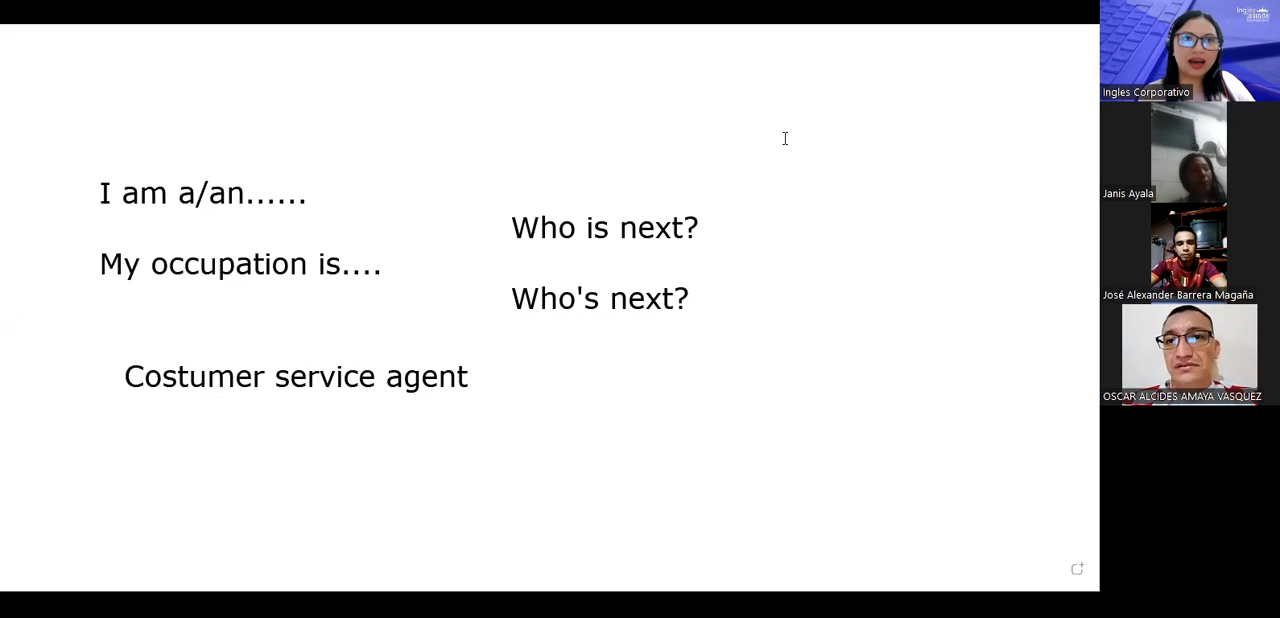 I am a/an......
My occupation is....
Who is next?
Who's next?
Costumer service agent
Ingles Corporativo
Janis Ayala
José Alexander Barrera Magaña
OSCAR ALCIDES AMAYA VASQUEZ
Ingles